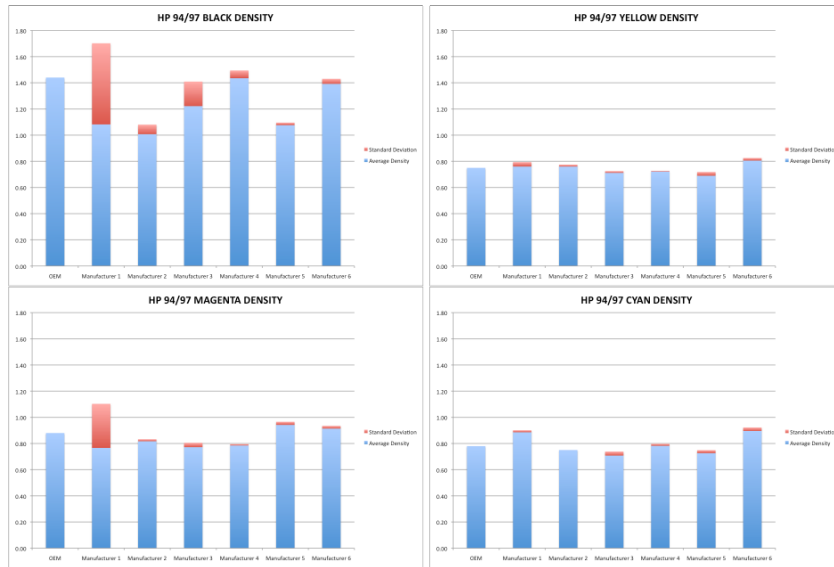 HP 94/97 BLACK DENSITY
1.80
1.60
1.40
1.20
1.00
0.80
0.60
0.40
0.20
0.00
OEM Manufacturer 1 Manufacturer 2 Manufacturer 3 Manufacturer 4 Manufacturer 5 Manufacturer 6
Standard Deviation
Average Density
HP 94/97 YELLOW DENSITY
1.80
1.60
1.40
1.20
1.00
0.80
0.60
0.40
0.20
0.00
OEM Manufacturer 1 Manufacturer 2 Manufacturer 3 Manufacturer 4 Manufacturer 5 Manufacturer 6
Standard Deviation
Average Density
HP 94/97 MAGENTA DENSITY
1.80
1.60
1.40
1.20
1.00
0.80
0.60
0.40
0.20
0.00
OEM Manufacturer 1 Manufacturer 2 Manufacturer 3 Manufacturer 4 Manufacturer 5 Manufacturer 6
Standard Deviation
Average Density
HP 94/97 CYAN DENSITY
1.80
1.60
1.40
1.20
1.00
0.80
0.60
0.40
0.20
0.00
OEM Manufacturer 1 Manufacturer 2 Manufacturer 3 Manufacturer 4 Manufacturer 5 Manufacturer 6
Standard Deviation
Average Density